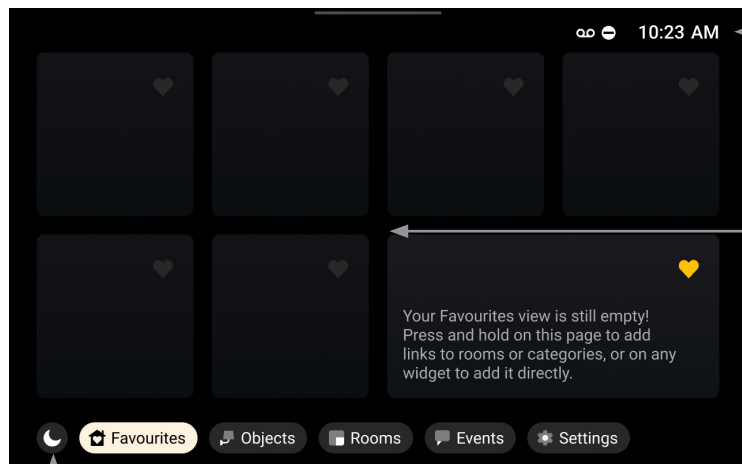 10:23 AM
Your Favourites view is still empty!
Press and hold on this page to add
links to rooms or categories, or on any
widget to add it directly.
Favourites
Objects
Rooms
Events
Settings